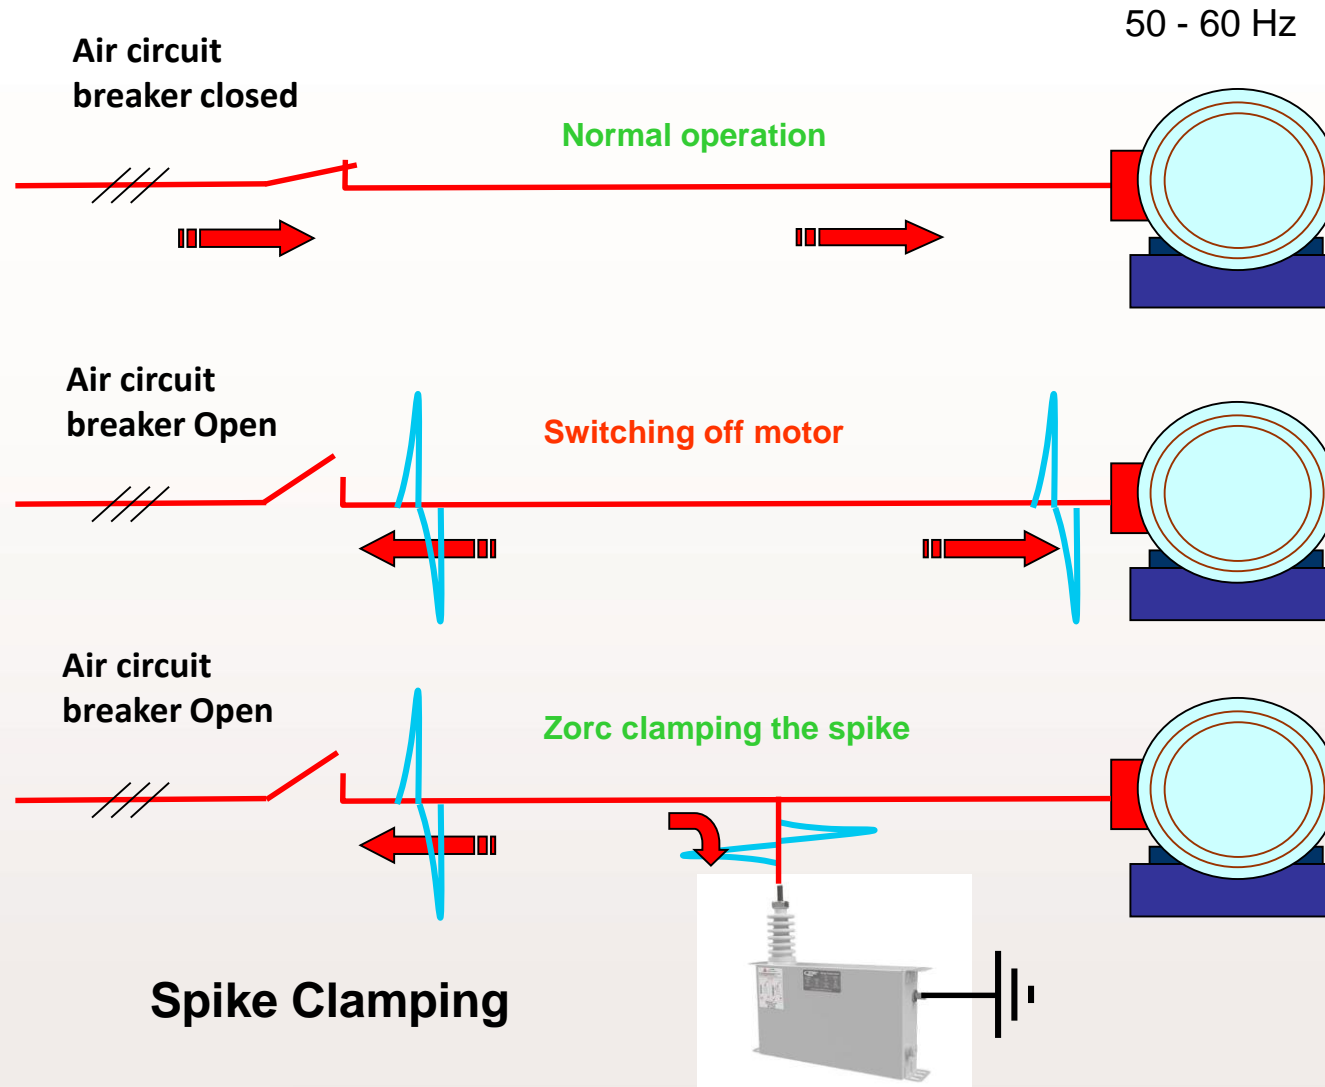 50 - 60 Hz
Air circuit
breaker closed
Normal operation
Air circuit
breaker Open
Switching off motor
Air circuit
breaker Open
Zorc clamping the spike
Spike Clamping